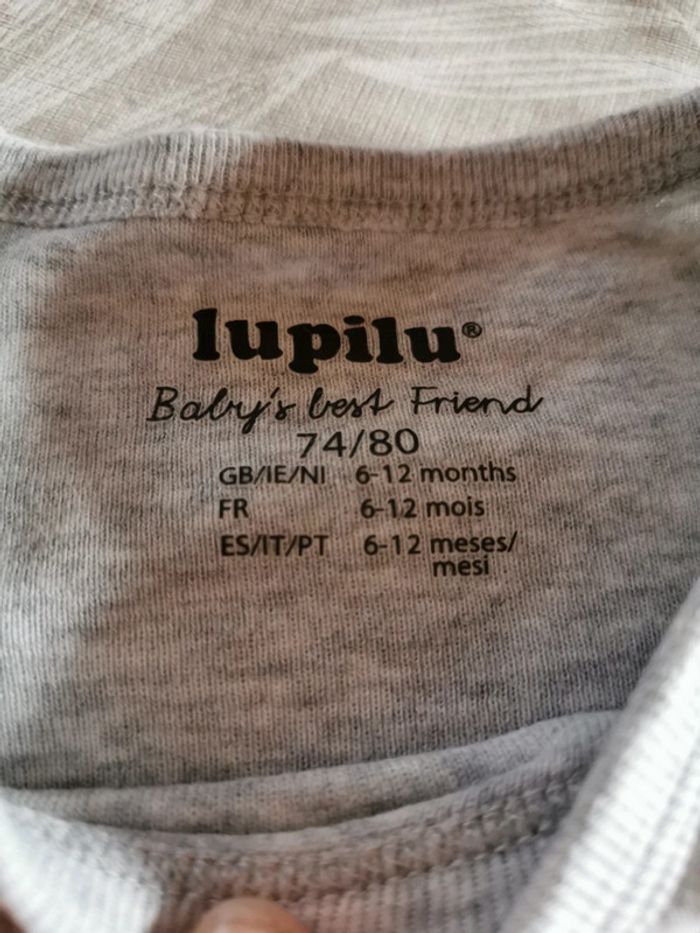 lupilu®
Baby's best Friend
74/80
GB/IE/NI 6-12 months
FR 6-12 mois
ES/IT/PT 6-12 meses/
mesi